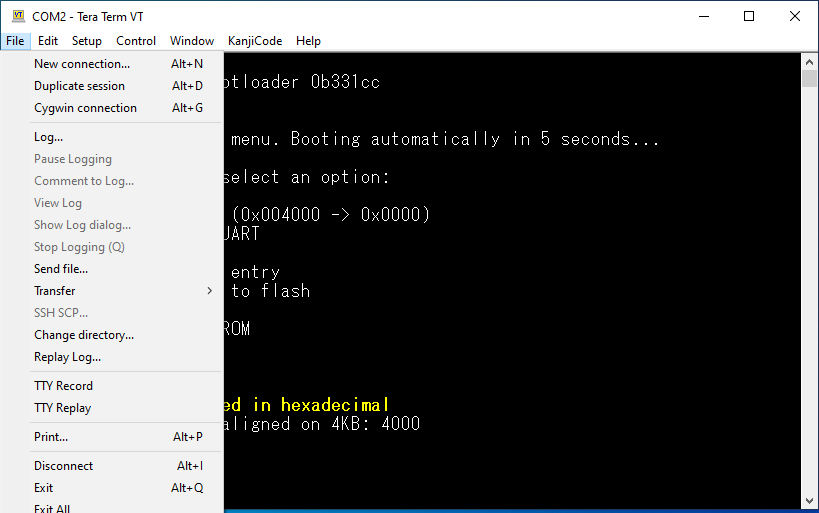 COM2 - Tera Term VT
File Edit Setup Control Window KanjiCode Help
New connection... Alt+N
Duplicate session Alt+D
Cygwin connection Alt+G
Log...
Pause Logging
Comment to Log...
View Log
Show Log dialog...
Stop Logging (Q)
Send file...
Transfer
SSH SCP...
Change directory...
Replay Log...
TTY Record
TTY Replay
Print... Alt+P
Disconnect Alt+I
Exit Alt+Q
Exit All
otloader 0b331cc
menu. Booting automatically in 5 seconds...
select an option:
(0x004000 -> 0x0000)
UART
entry
to flash
ROM
ed in hexadecimal
aligned on 4KB: 4000